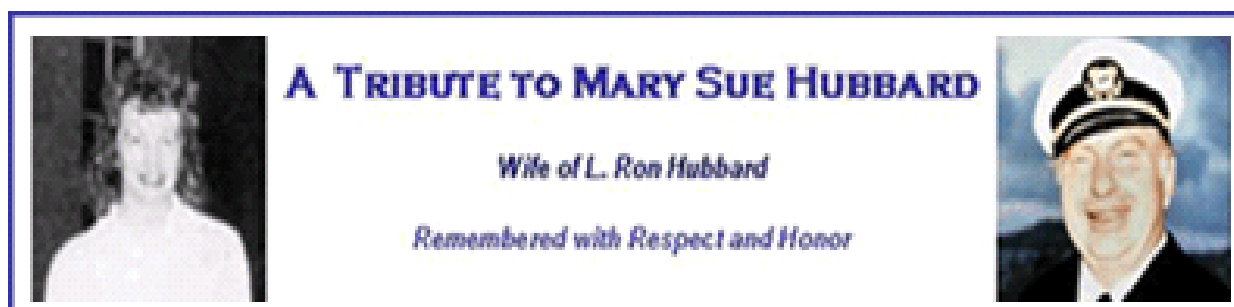 A Tribute to Mary Sue Hubbard
Wife of L. Ron Hubbard
Remembered with Respect and Honor